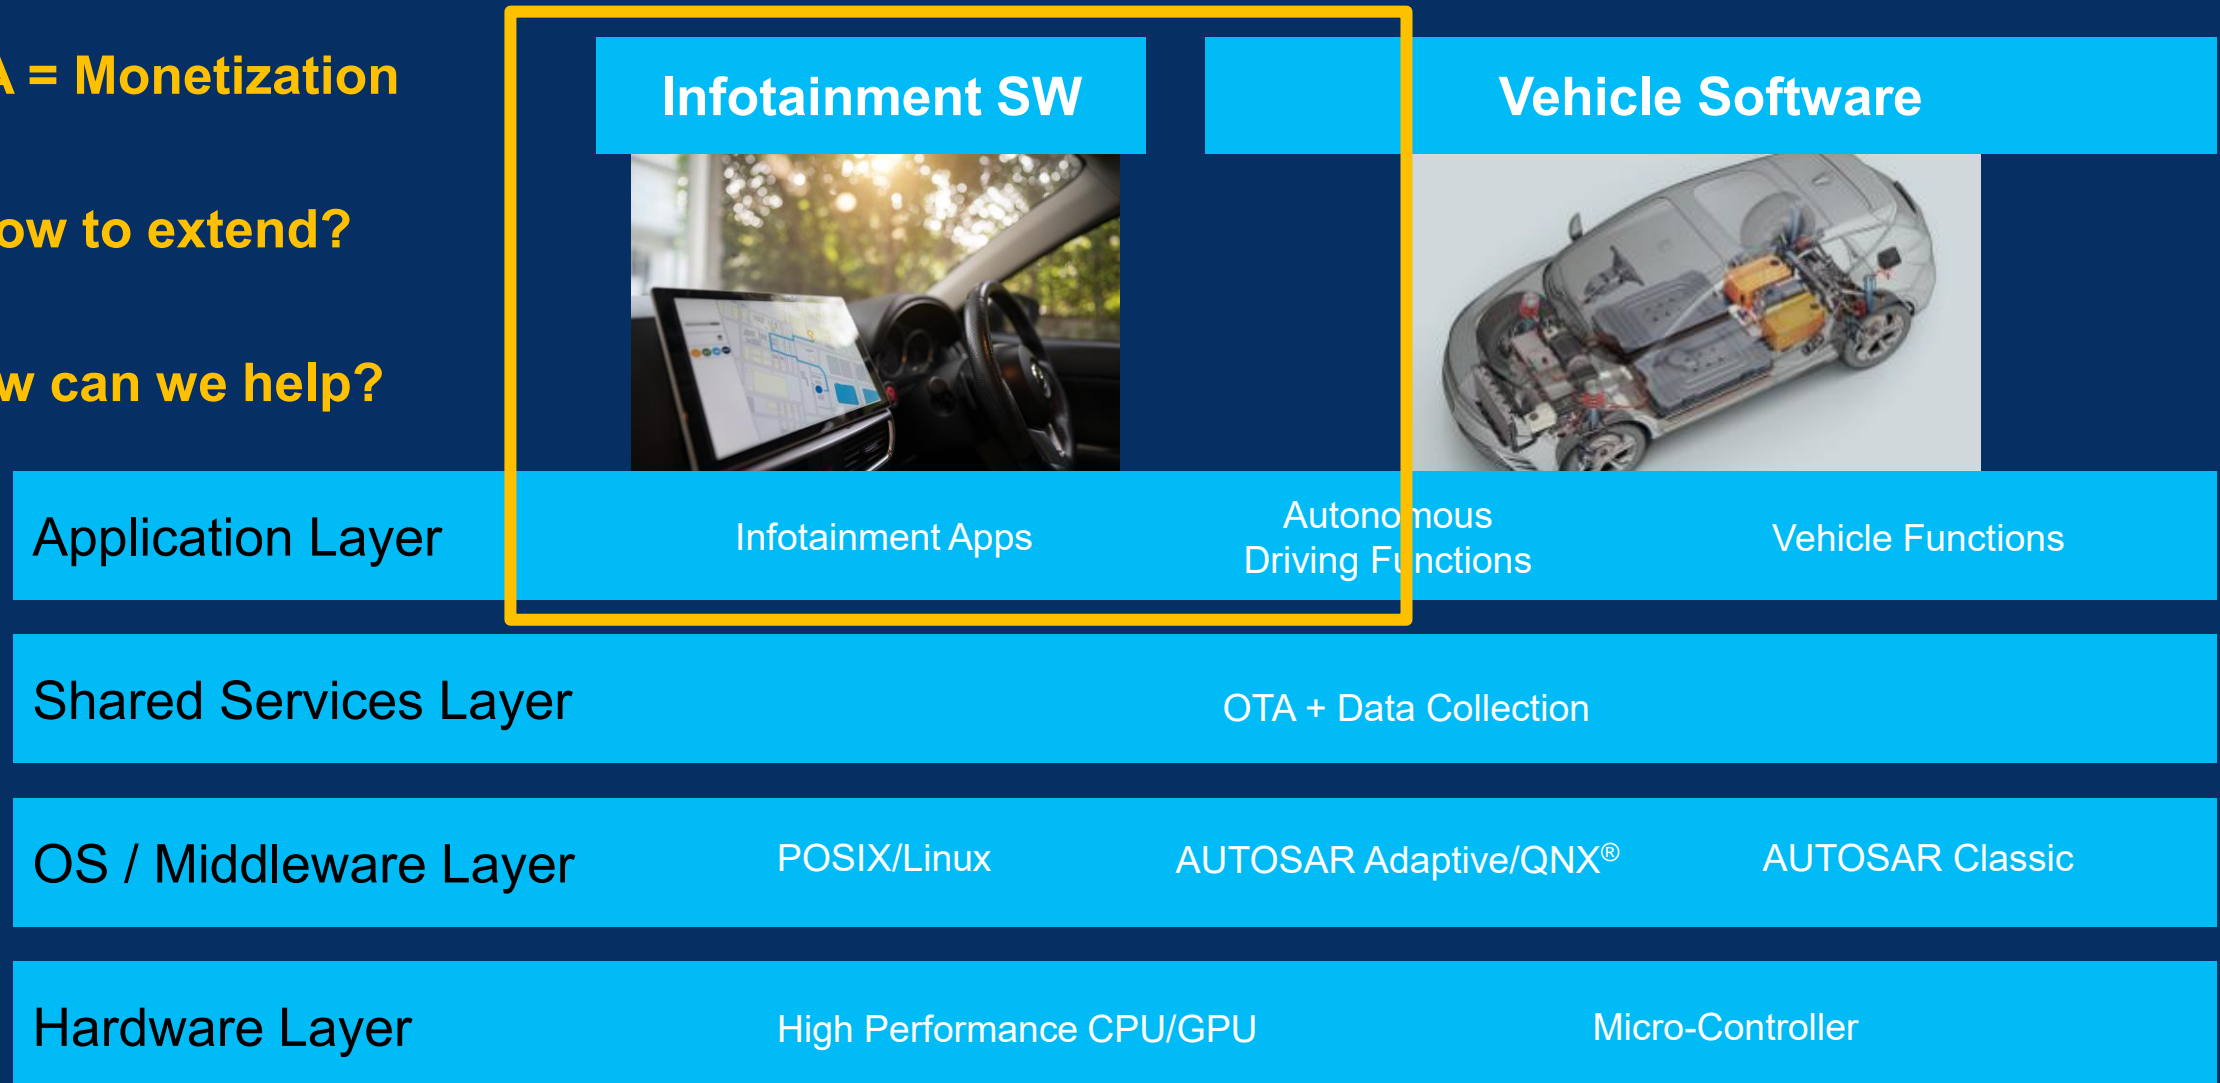 A = Monetization
ow to extend?
w can we help?
Infotainment SW
Vehicle Software
Application Layer
Infotainment Apps
Autonomous
Driving Functions
Vehicle Functions
Shared Services Layer
OTA + Data Collection
OS / Middleware Layer
POSIX/Linux
AUTOSAR Adaptive/QNX®
AUTOSAR Classic
Hardware Layer
High Performance CPU/GPU
Micro-Controller